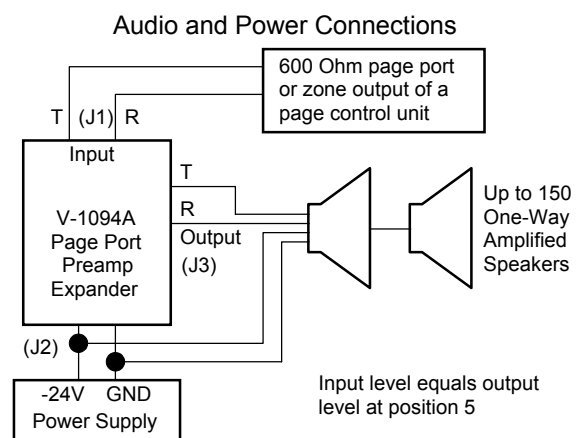 Audio and Power Connections
600 Ohm page port
or zone output of a
page control unit
T (J1) R
Input
V-1094A
Page Port
Preamp
Expander
T
R
Output
(J3)
Up to 150
One-Way
Amplified
Speakers
(J2)
-24V GND
Power Supply
Input level equals output
level at position 5